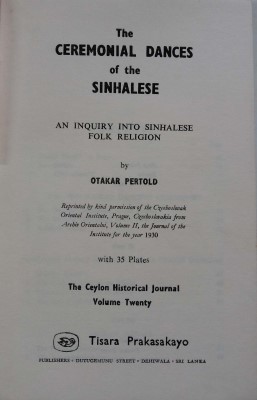 The
CEREMONIAL DANCES
of the
SINHALESE
AN INQUIRY INTO SINHALESE
FOLK RELIGION
by
OTAKAR PERTOLD
Reprinted by kind permission of the Czechoslovak
Oriental Institute, Prague, Czechoslovakia from
Archiv Orientalni, Volume II, the Journal of the
Institute for the year 1930
with 35 Plates
The Ceylon Historical Journal
Volume Twenty
Tisara Prakasakayo
PUBLISHERS · DUTUGEMUNU STREET · DEHIWALA · SRI LANKA